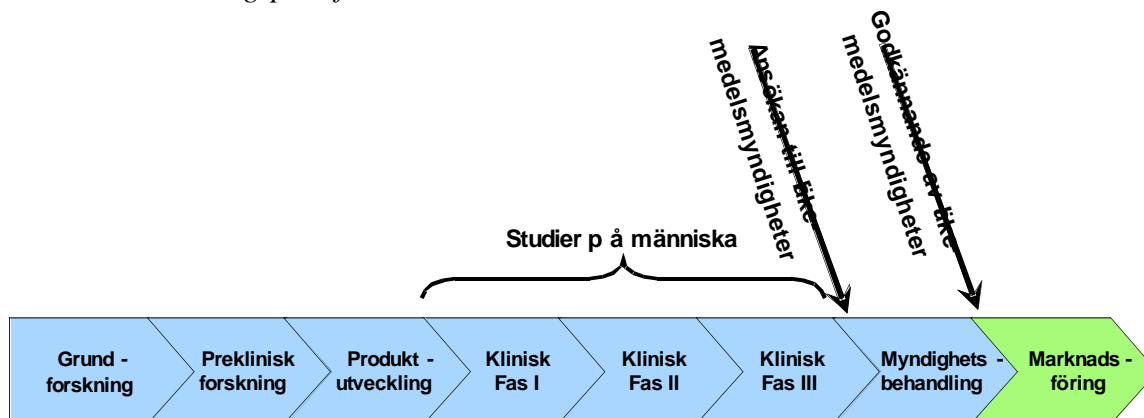 Ansökan till läke
medelsmyndigheter
Godkännande av läke
medelsmyndigheter
Studier p å människa
Grund -
forskning
Preklinisk
forskning
Produkt -
utveckling
Klinisk
Fas I
Klinisk
Fas II
Klinisk
Fas III
Myndighets -
behandling
Marknads -
föring